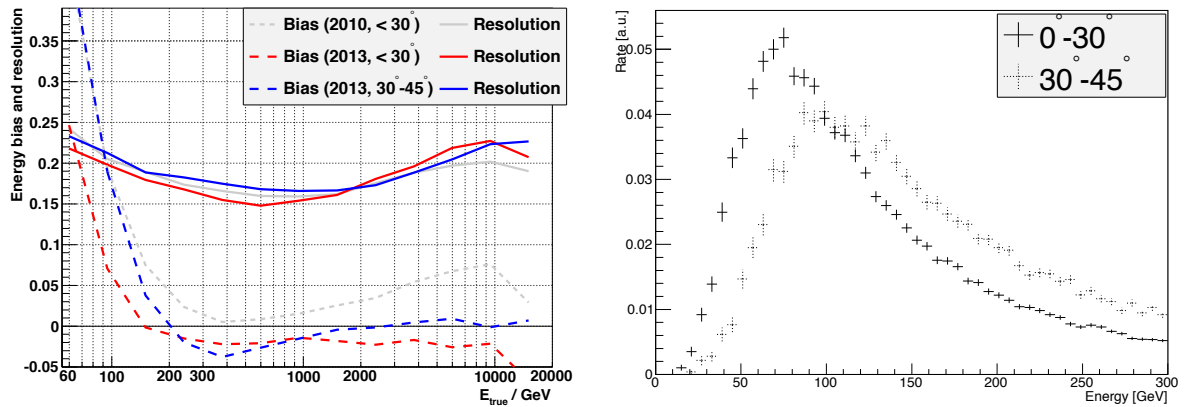 Energy bias and resolution
Bias (2010, < 30°) Resolution
Bias (2013, < 30°) Resolution
Bias (2013, 30°-45°) Resolution
0.35
0.3
0.25
0.2
0.15
0.1
0.05
0
-0.05
60 100 200 300 1000 2000 10000 20000
E_true / GeV
Rate [a.u.]
0°-30°
30°-45°
0.05
0.04
0.03
0.02
0.01
0
0 50 100 150 200 250 300
Energy [GeV]